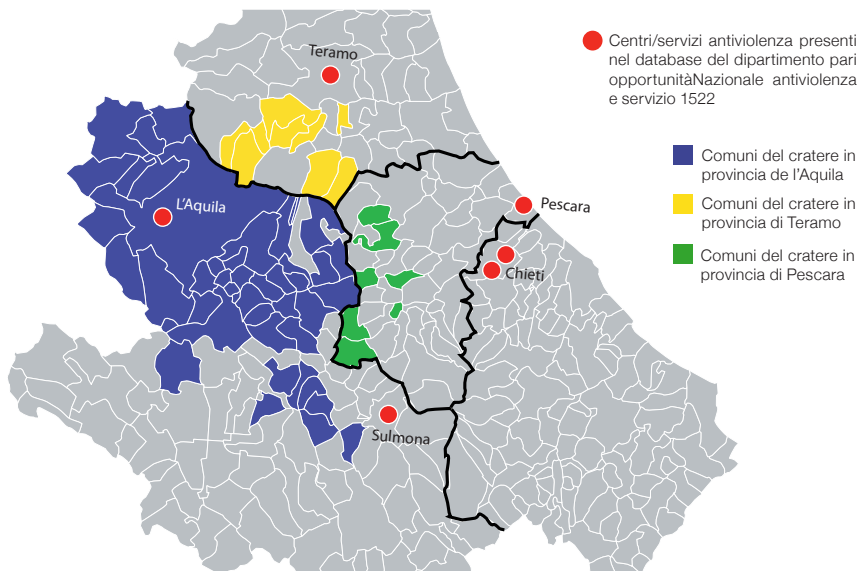 Teramo
Centri/servizi antiviolenza presenti
nel database del dipartimento pari
opportunitàNazionale antiviolenza
e servizio 1522
Comuni del cratere in
provincia de l'Aquila
L'Aquila
Pescara
Comuni del cratere in
provincia di Teramo
Comuni del cratere in
provincia di Pescara
Chieti
Sulmona